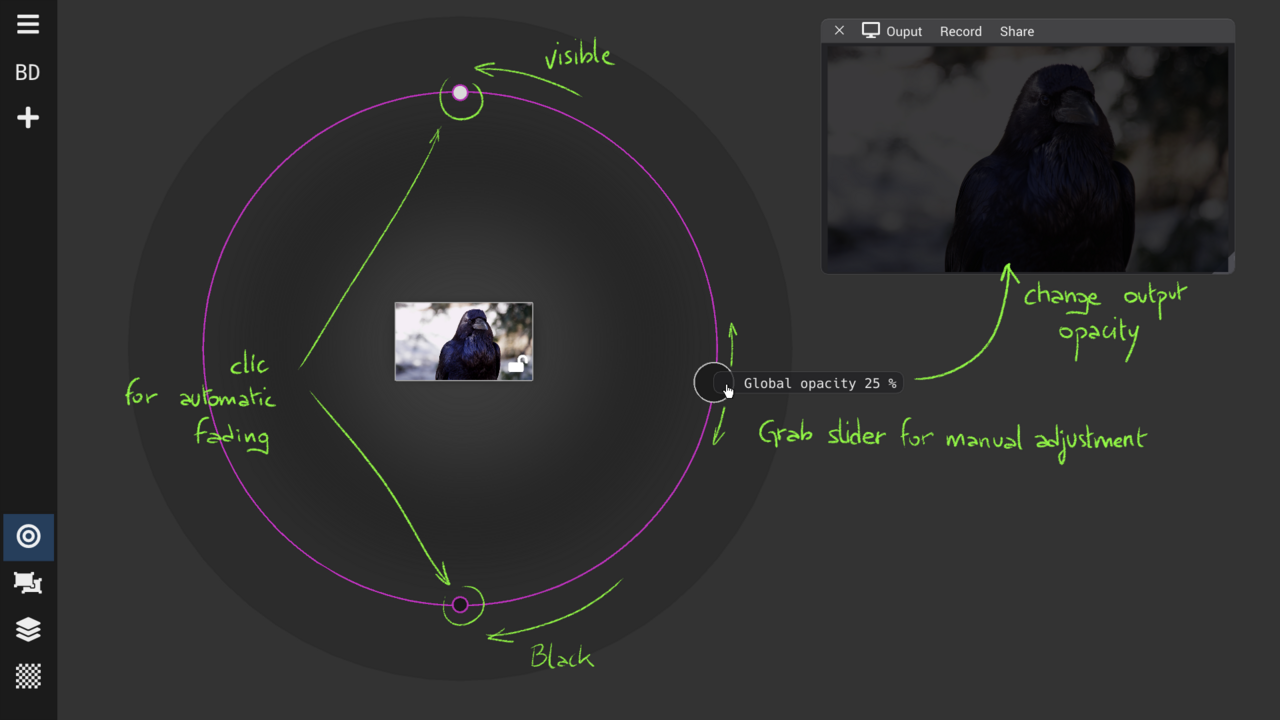 BD
Ouput Record Share
visible
clic
for automatic
fading
change output
opacity
Global opacity 25 %
Grab slider for manual adjustment
Black